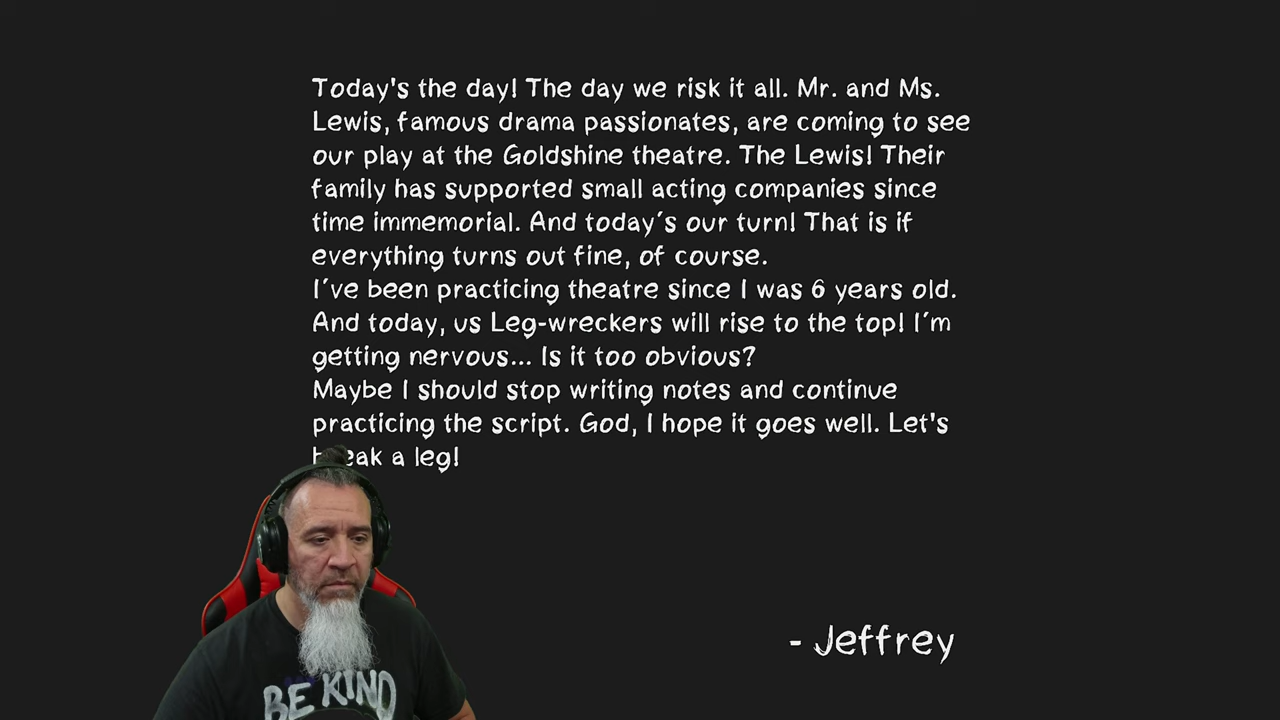 Today's the day! The day we risk it all. Mr. and Ms.
Lewis, famous drama passionates, are coming to see
our play at the Goldshine theatre. The Lewis! Their
family has supported small acting companies since
time immemorial. And today´s our turn! That is if
everything turns out fine, of course.
I´ve been practicing theatre since I was 6 years old.
And today, us Leg-wreckers will rise to the top! I´m
getting nervous... Is it too obvious?
Maybe I should stop writing notes and continue
practicing the script. God, I hope it goes well. Let's
break a leg!
- Jeffrey
BE KIND